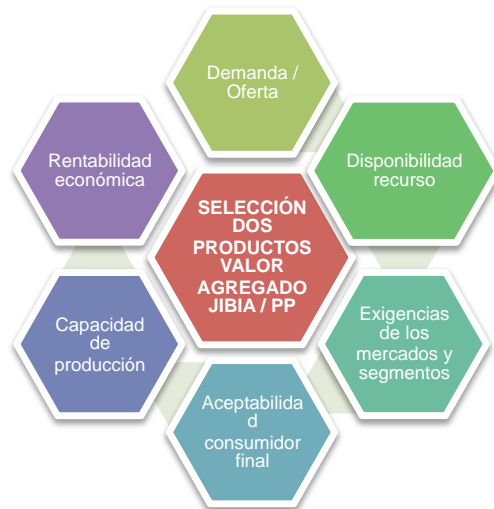 Demanda /
Oferta
Disponibilidad
recurso
Exigencias
de los
mercados y
segmentos
Aceptabilida
d
consumidor
final
Capacidad
de
producción
Rentabilidad
económica
SELECCIÓN
DOS
PRODUCTOS
VALOR
AGREGADO
JIBIA / PP